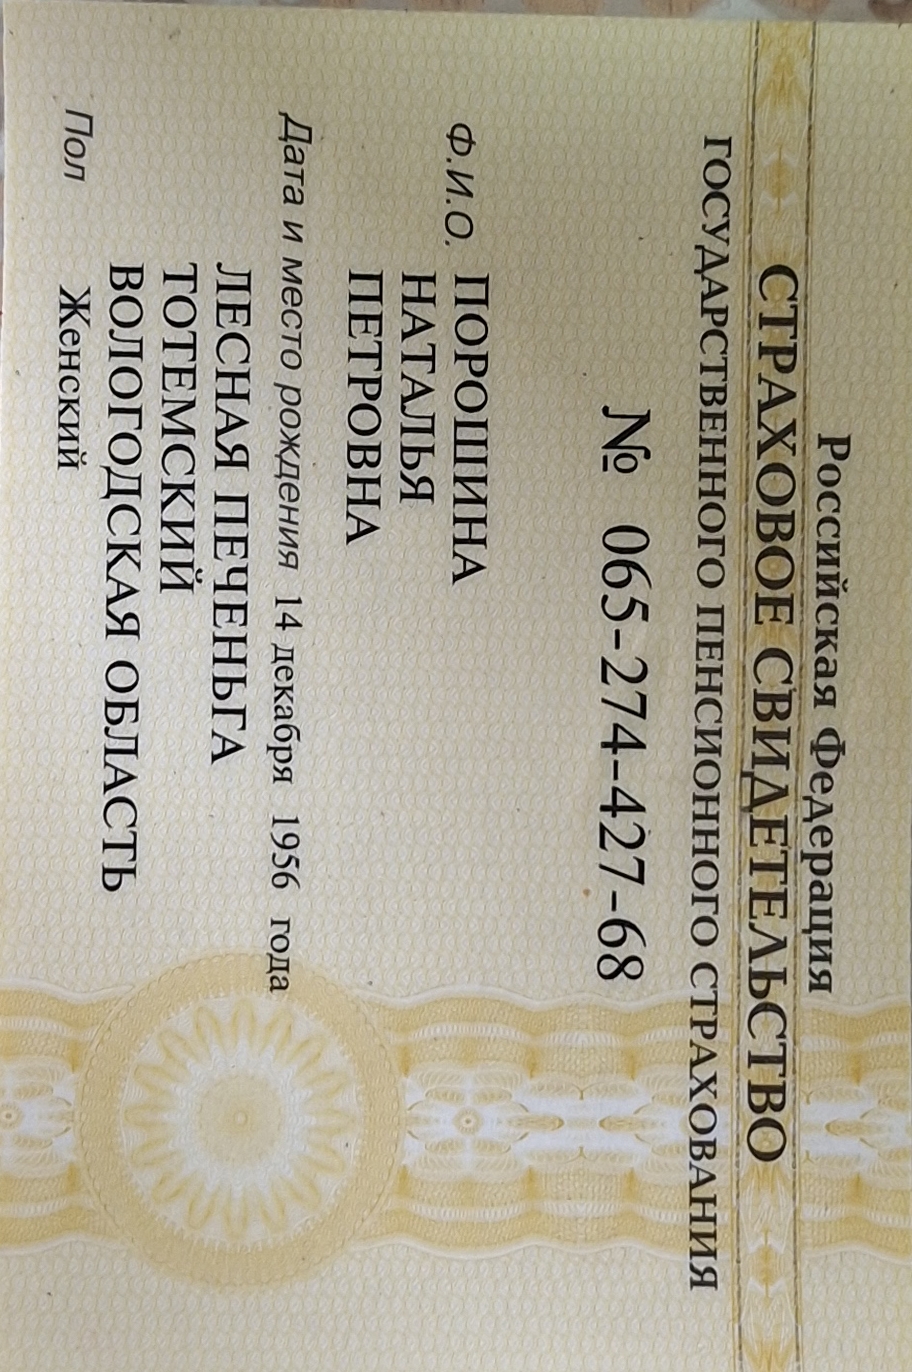 Российская Федерация
СТРАХОВОЕ СВИДЕТЕЛЬСТВО
ГОСУДАРСТВЕННОГО ПЕНСИОННОГО СТРАХОВАНИЯ
№ 065-274-427-68
Ф.И.О. ПОРОШИНА
НАТАЛЬЯ
ПЕТРОВНА
Дата и место рождения 14 декабря 1956 года
ЛЕСНАЯ ПЕЧЕНЬГА
ТОТЕМСКИЙ
ВОЛОГОДСКАЯ ОБЛАСТЬ
Пол Женский